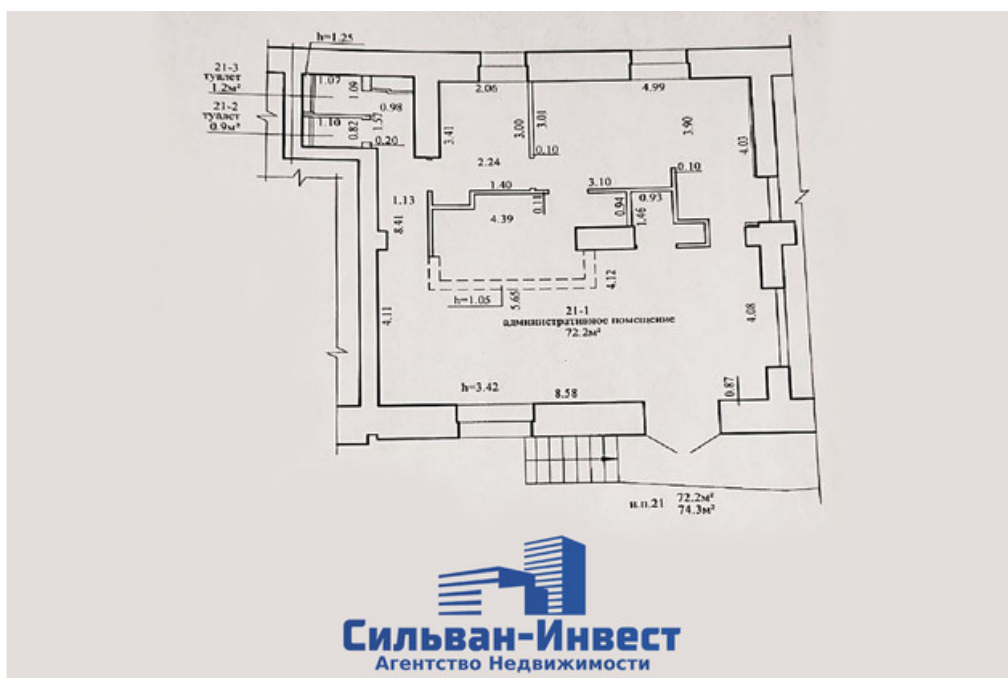 h=1.25
21-3
туалет
1.2м²
21-2
туалет
0.9м²
1.07
1.09
0.98
1.10
0.82
1.57
0.20
2.06
4.99
3.41
3.00
3.01
0.10
3.90
4.03
2.24
0.10
1.40
3.10
0.93
1.13
8.41
4.39
0.11
0.94
1.46
4.12
h=1.05
5.65
21-1
административное помещение
72.2м²
4.11
4.08
h=3.42
8.58
0.87
и.п.21
72.2м²
74.3м²
Сильван-Инвест
Агентство Недвижимости